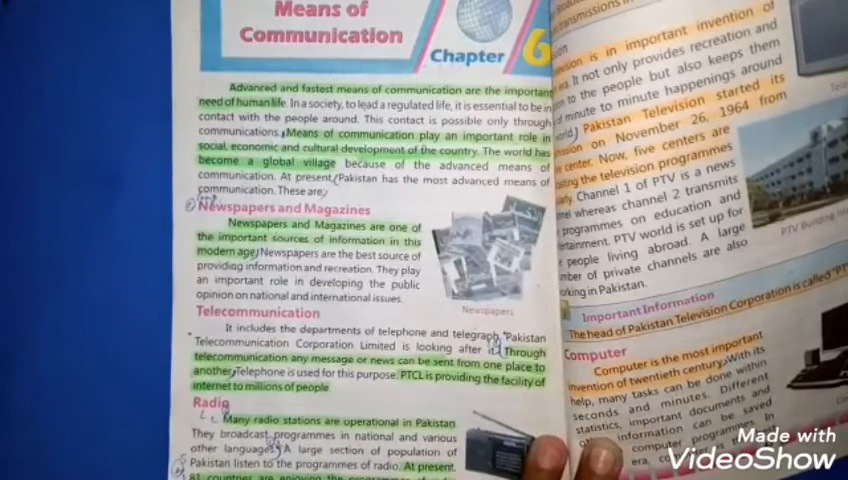 Means of
Communication
Chapter 6
Advanced and fastest means of communication are the important
need of human life. In a society, to lead a regulated life, it is essential to be in
contact with the people around. This contact is possible only through
communications. Means of communication play an important role in
social, economic and cultural development of the country. The world has
become a global village because of the advanced means of
communication. At present, Pakistan has the most advanced means of
communication. These are;
Newspapers and Magazines
Newspapers and Magazines are one of
the important sources of information in this
modern age. Newspapers are the best source of
providing information and recreation. They play
an important role in developing the public
opinion on national and international issues.
Newspapers
Telecommunication
It includes the departments of telephone and telegraph. Pakistan
Telecommunication Corporation Limited is looking after it. Through
telecommunication any message or news can be sent from one place to
another. Telephone is used for this purpose. PTCL is providing the facility of
internet to millions of people
Radio
Many radio stations are operational in Pakistan.
They broadcast programmes in national and various
other languages. A large section of population of
Pakistan listen to the programmes of radio. At present,
81 countries are enjoying the programmes of
transmissions in
is in important invention of
era. It not only provides recreation and
to the people but also keeps them
minute to minute happenings around
world. Pakistan Television started its
on November 26, 1964 from
center. Now, five centers are
the television programmes
Channel 1 of PTV is a news
whereas channel 2 transmits
programmes on education and
PTV world is set up for
people living abroad. A large
of private channels are also
in Pakistan.
PTV Building
Important Information
The head of Pakistan Television Corporation is called "PT
Computer
Computer is the most important
invention of twentieth century. With its
help, many tasks can be done within
seconds and minutes. Different
statistics, important documents and
information can be saved
computer programmes. In
era,
Made with
VideoShow